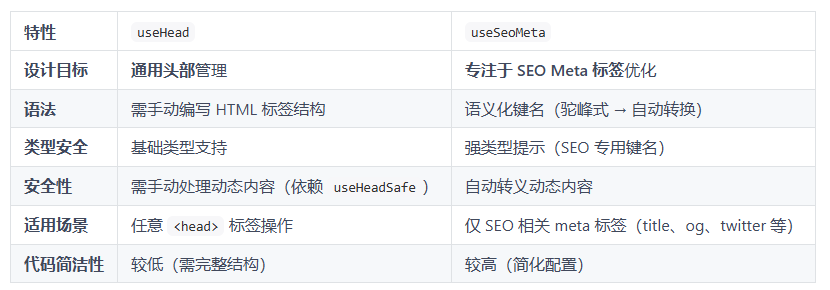 特性 useHead useSeoMeta
设计目标 通用头部管理 专注于 SEO Meta 标签优化
语法 需手动编写 HTML 标签结构 语义化键名（驼峰式 → 自动转换）
类型安全 基础类型支持 强类型提示（SEO 专用键名）
安全性 需手动处理动态内容（依赖 useHeadSafe ） 自动转义动态内容
适用场景 任意 <head> 标签操作 仅 SEO 相关 meta 标签（title、og、twitter 等）
代码简洁性 较低（需完整结构） 较高（简化配置）